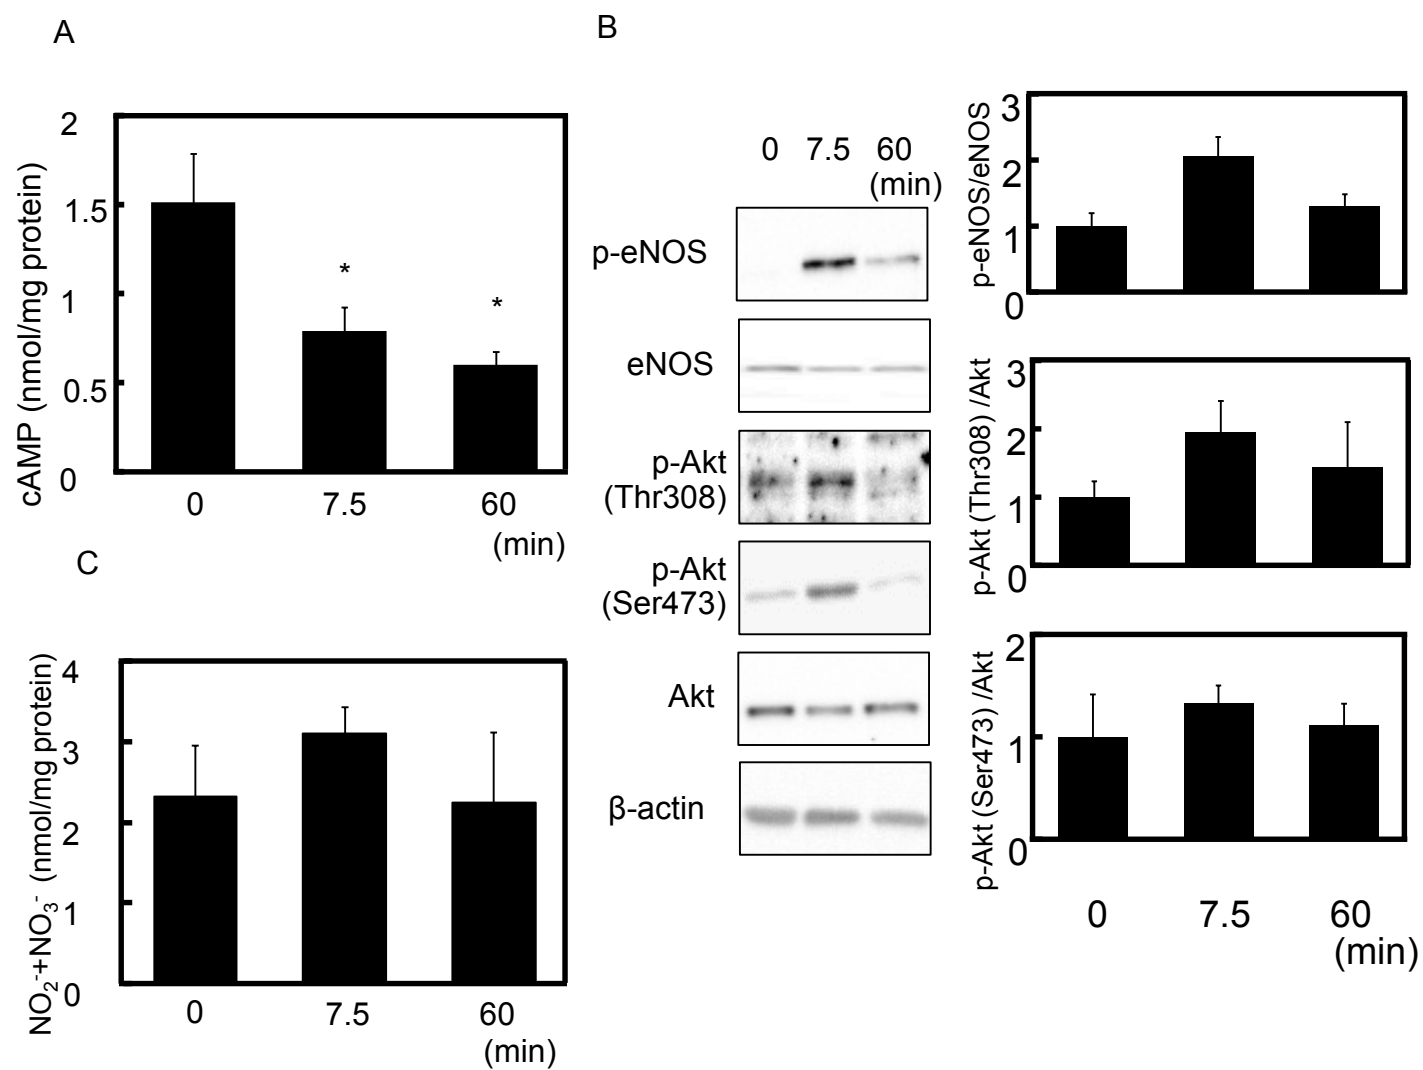 A
cAMP (nmol/mg protein)
2
1.5
1
0.5
0
*
*
0 7.5 60
(min)
B
0 7.5 60
(min)
p-eNOS
eNOS
p-Akt
(Thr308)
p-Akt
(Ser473)
Akt
β-actin
p-eNOS/eNOS
3
2
1
0
p-Akt (Thr308) /Akt
3
2
1
0
p-Akt (Ser473) /Akt
2
1
0
0 7.5 60
(min)
C
NO₂⁻+NO₃⁻ (nmol/mg protein)
4
3
2
1
0
0 7.5 60
(min)